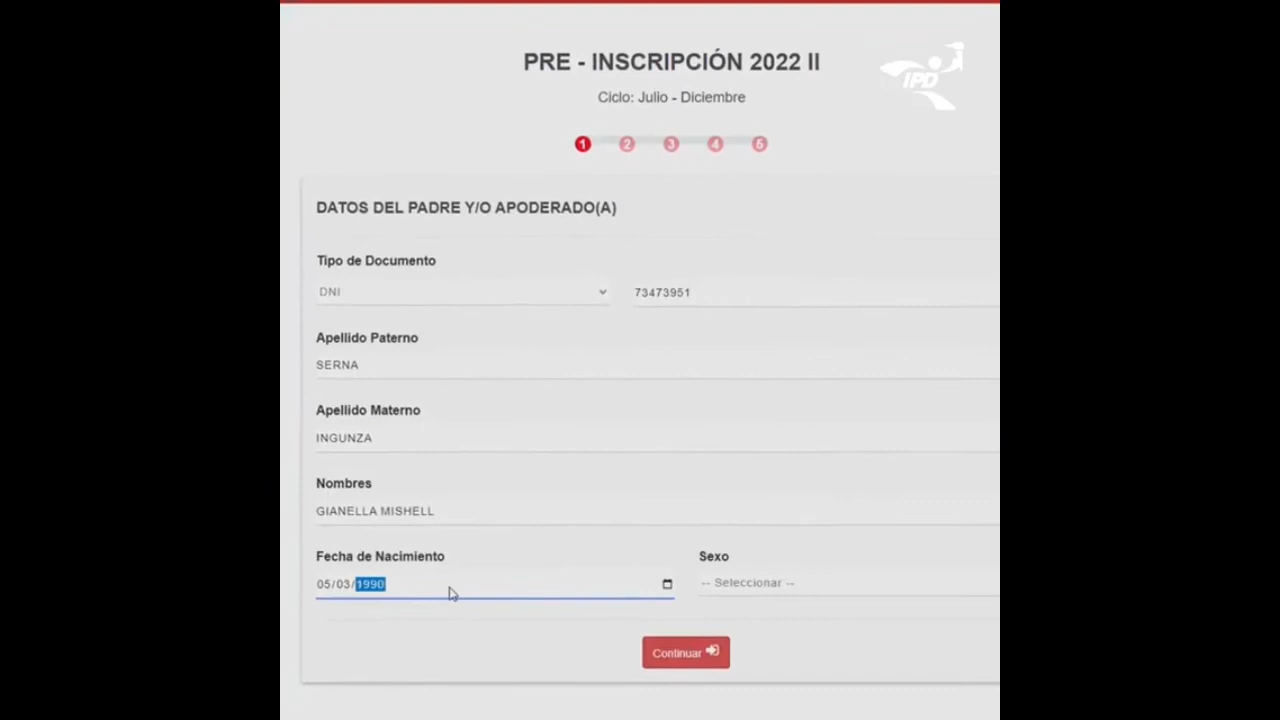 PRE - INSCRIPCIÓN 2022 II
IPD
Ciclo: Julio - Diciembre
1 2 3 4 5
DATOS DEL PADRE Y/O APODERADO(A)
Tipo de Documento
DNI 73473951
Apellido Paterno
SERNA
Apellido Materno
INGUNZA
Nombres
GIANELLA MISHELL
Fecha de Nacimiento Sexo
05/03/1990 -- Seleccionar --
Continuar